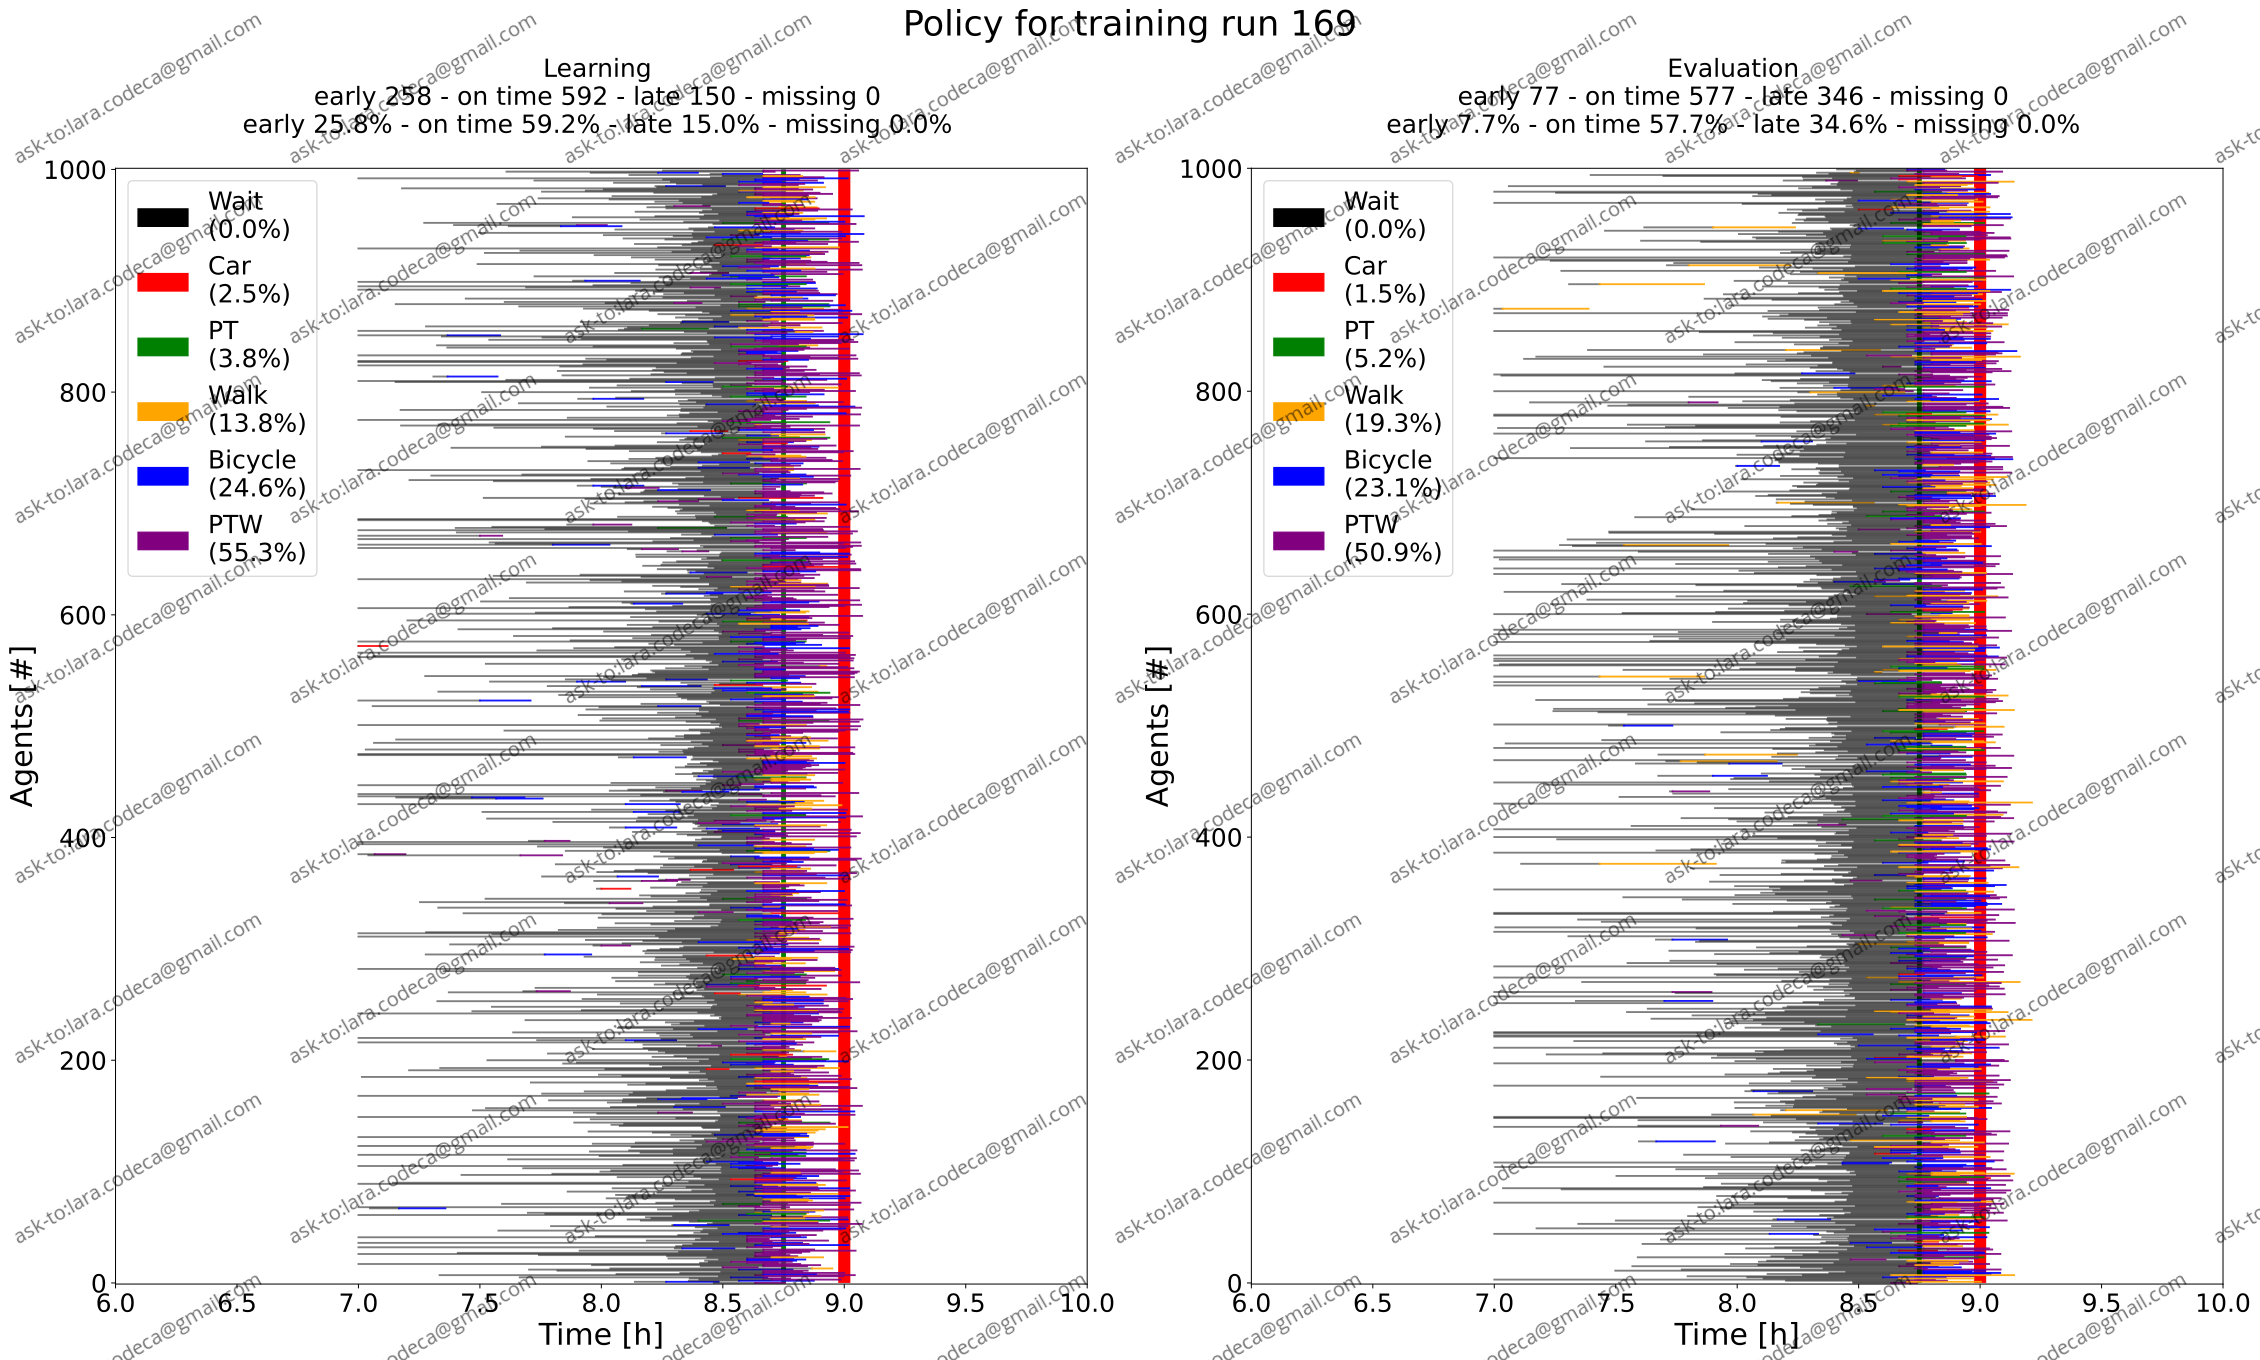 Policy for training run 169
Learning
early 258 - on time 592 - late 150 - missing 0
early 25.8% - on time 59.2% - late 15.0% - missing 0.0%
Wait
(0.0%)
Car
(2.5%)
PT
(3.8%)
Walk
(13.8%)
Bicycle
(24.6%)
PTW
(55.3%)
1000
800
600
400
200
0
Agents [#]
6.0 6.5 7.0 7.5 8.0 8.5 9.0 9.5 10.0
Time [h]
Evaluation
early 77 - on time 577 - late 346 - missing 0
early 7.7% - on time 57.7% - late 34.6% - missing 0.0%
Wait
(0.0%)
Car
(1.5%)
PT
(5.2%)
Walk
(19.3%)
Bicycle
(23.1%)
PTW
(50.9%)
1000
800
600
400
200
0
Agents [#]
6.0 6.5 7.0 7.5 8.0 8.5 9.0 9.5 10.0
Time [h]
ask-to:lara.codeca@gmail.com